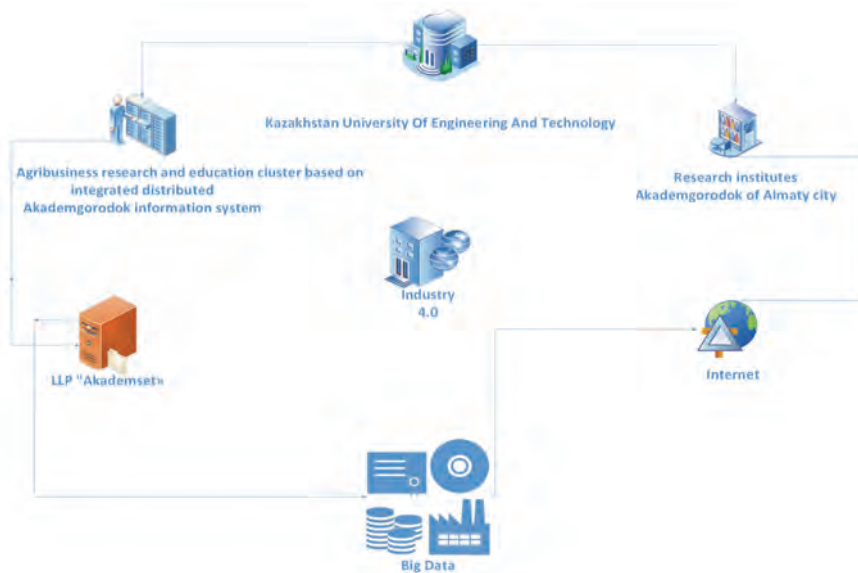 Kazakhstan University Of Engineering And Technology
Agribusiness research and education cluster based on
integrated distributed
Akademgorodok information system
Research institutes
Akademgorodok of Almaty city
Industry
4.0
LLP "Akademset»
Internet
Big Data